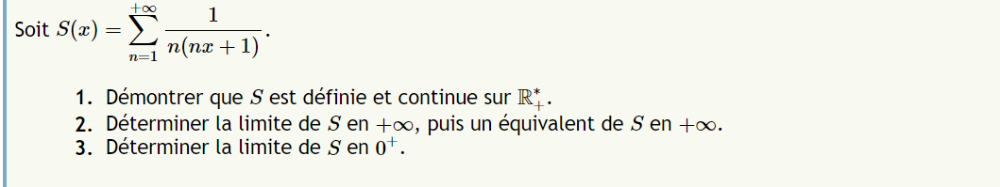 Soit $S(x) = \sum_{n=1}^{+\infty} \frac{1}{n(nx+1)}$.
1. Démontrer que $S$ est définie et continue sur $\mathbb{R}_+^*$.
2. Déterminer la limite de $S$ en $+\infty$, puis un équivalent de $S$ en $+\infty$.
3. Déterminer la limite de $S$ en $0^+$.